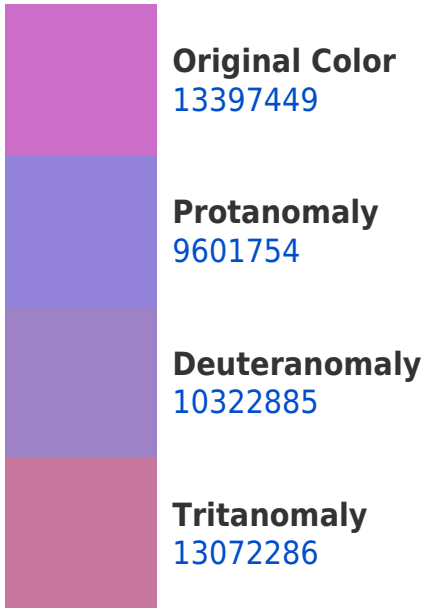 Original Color
13397449
Protanomaly
9601754
Deuteranomaly
10322885
Tritanomaly
13072286